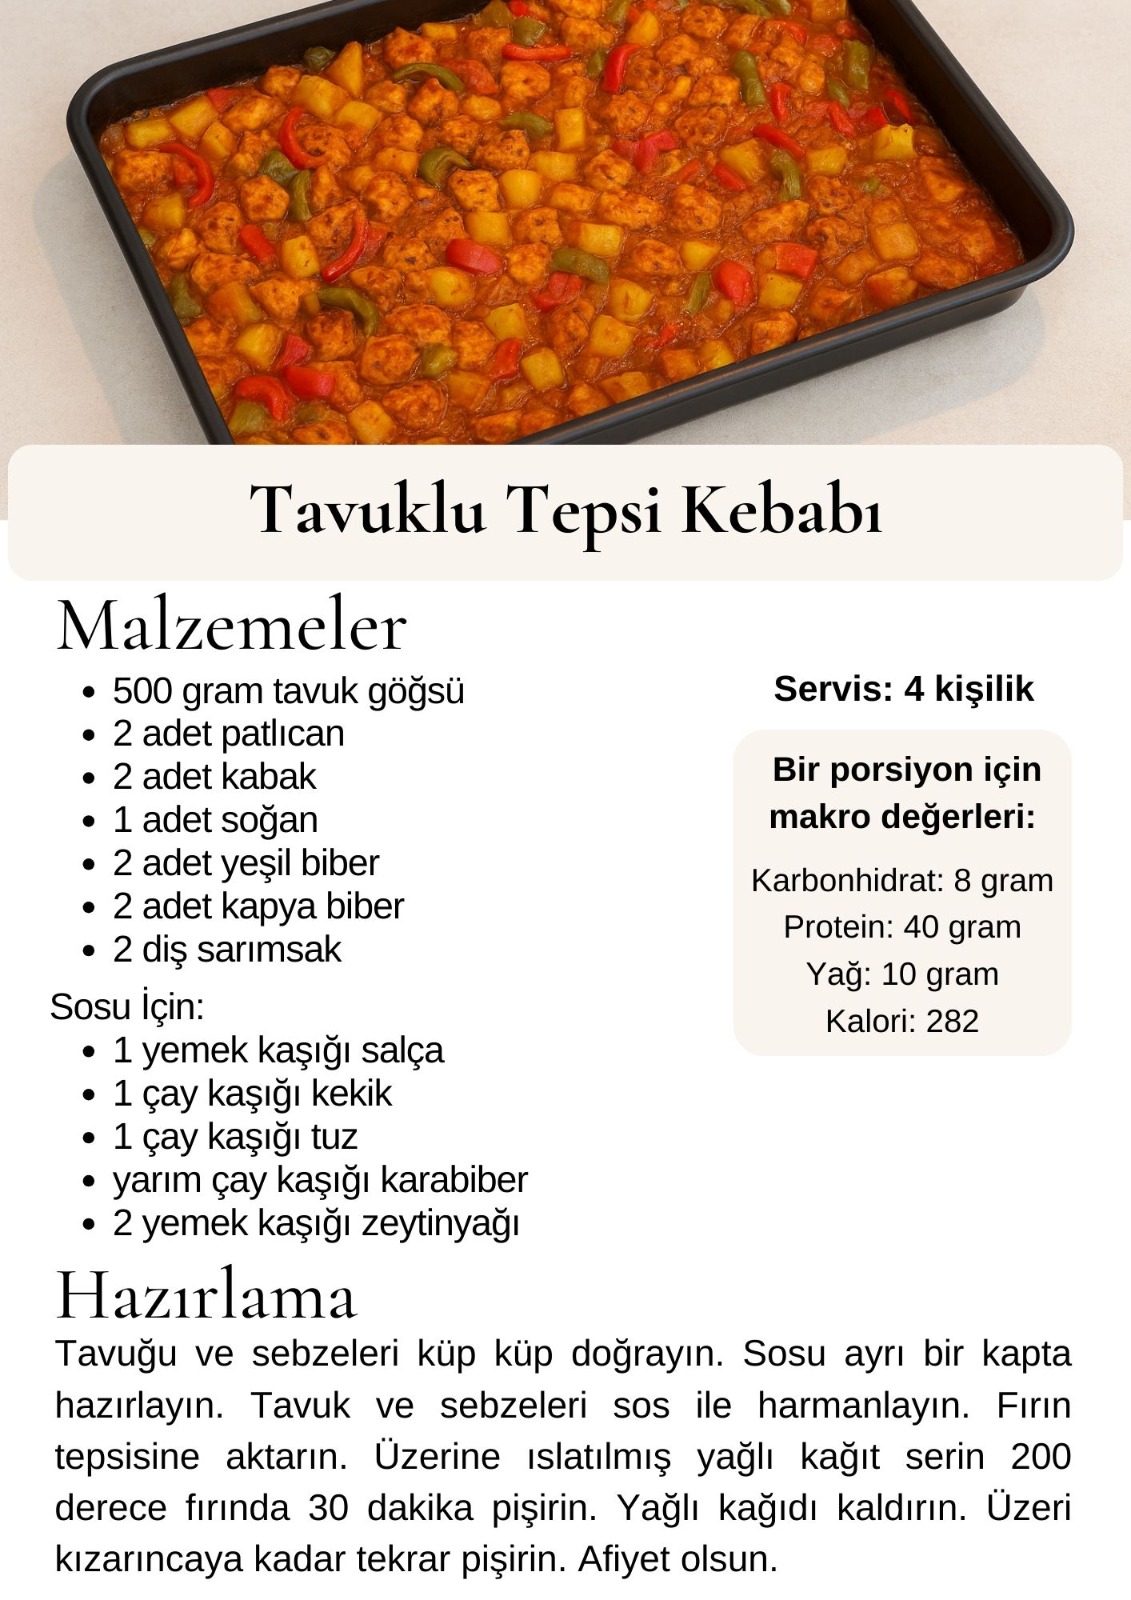 Tavuklu Tepsi Kebabı
Malzemeler
• 500 gram tavuk göğsü
• 2 adet patlıcan
• 2 adet kabak
• 1 adet soğan
• 2 adet yeşil biber
• 2 adet kapya biber
• 2 diş sarımsak
Sosu İçin:
• 1 yemek kaşığı salça
• 1 çay kaşığı kekik
• 1 çay kaşığı tuz
• yarım çay kaşığı karabiber
• 2 yemek kaşığı zeytinyağı
Servis: 4 kişilik
Bir porsiyon için
makro değerleri:
Karbonhidrat: 8 gram
Protein: 40 gram
Yağ: 10 gram
Kalori: 282
Hazırlama
Tavuğu ve sebzeleri küp küp doğrayın. Sosu ayrı bir kapta
hazırlayın. Tavuk ve sebzeleri sos ile harmanlayın. Fırın
tepsisine aktarın. Üzerine ıslatılmış yağlı kağıt serin 200
derece fırında 30 dakika pişirin. Yağlı kağıdı kaldırın. Üzeri
kızarıncaya kadar tekrar pişirin. Afiyet olsun.